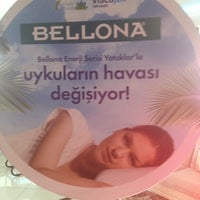 BELLONA
Bellona Enerji Serisi Yataklar'la
uykuların havası
değişiyor!